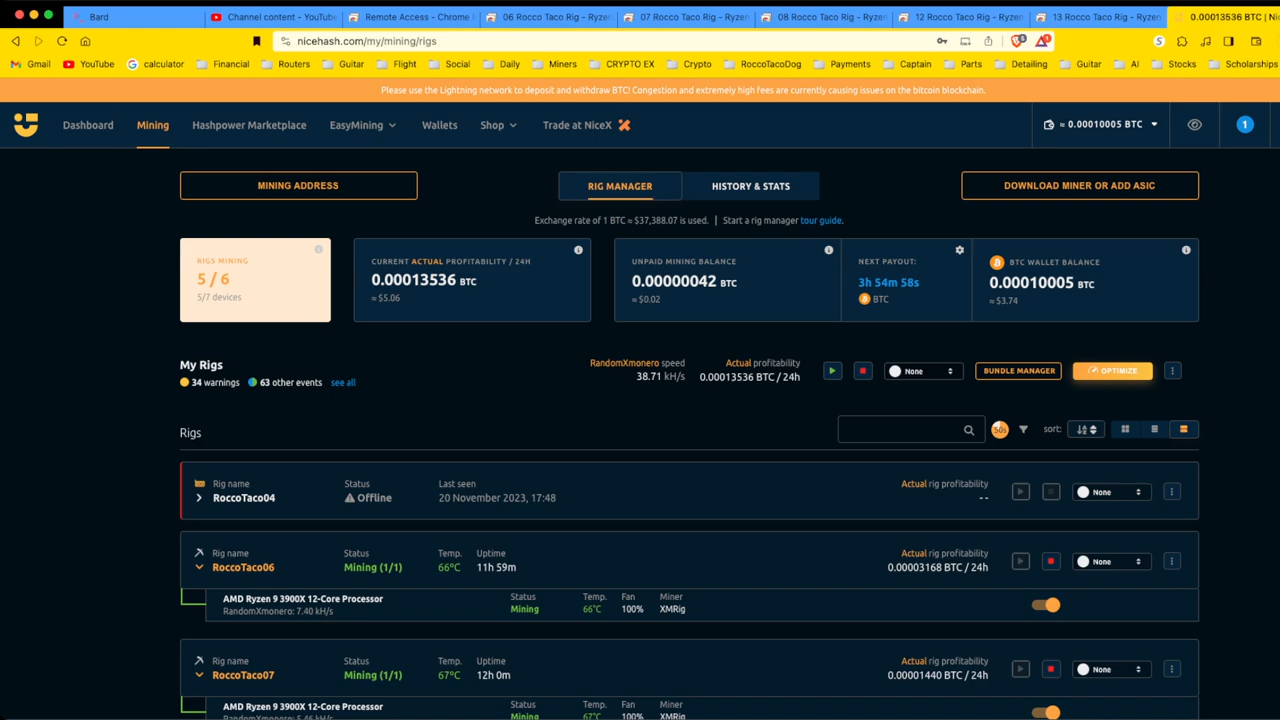 Bard
Channel content - YouTube
Remote Access - Chrome
06 Rocco Taco Rig - Ryzen
07 Rocco Taco Rig - Ryzen
08 Rocco Taco Rig - Ryzen
12 Rocco Taco Rig - Ryzen
13 Rocco Taco Rig - Ryzen
0.00013536 BTC | Ni
nicehash.com/my/mining/rigs
Gmail YouTube calculator Financial Routers Guitar Flight Social Daily Miners CRYPTO EX Crypto RoccoTacoDog Payments Captain Parts Detailing Guitar AI Stocks Scholarships
Please use the Lightning network to deposit and withdraw BTC! Congestion and extremely high fees are currently causing issues on the bitcoin blockchain.
Dashboard Mining Hashpower Marketplace EasyMining Wallets Shop Trade at NiceX ≈ 0.00010005 BTC 1
MINING ADDRESS RIG MANAGER HISTORY & STATS DOWNLOAD MINER OR ADD ASIC
Exchange rate of 1 BTC ≈ $37,388.07 is used. | Start a rig manager tour guide.
RIGS MINING
5 / 6
5/7 devices
CURRENT ACTUAL PROFITABILITY / 24H
0.00013536 BTC
≈ $5.06
UNPAID MINING BALANCE
0.00000042 BTC
≈ $0.02
NEXT PAYOUT:
3h 54m 58s
BTC
BTC WALLET BALANCE
0.00010005 BTC
≈ $3.74
My Rigs
34 warnings 63 other events see all
RandomXmonero speed
38.71 kH/s
Actual profitability
0.00013536 BTC / 24h
None
BUNDLE MANAGER
OPTIMIZE
Rigs
50s
sort:
Rig name Status Last seen Actual rig profitability
RoccoTaco04 Offline 20 November 2023, 17:48 - - None
Rig name Status Temp. Uptime Actual rig profitability
RoccoTaco06 Mining (1/1) 66°C 11h 59m 0.00003168 BTC / 24h None
AMD Ryzen 9 3900X 12-Core Processor Status Temp. Fan Miner
RandomXmonero: 7.40 kH/s Mining 66°C 100% XMRig
Rig name Status Temp. Uptime Actual rig profitability
RoccoTaco07 Mining (1/1) 67°C 12h 0m 0.00001440 BTC / 24h None
AMD Ryzen 9 3900X 12-Core Processor Status Temp. Fan Miner
RandomXmonero: 5.46 kH/s Mining 67°C 100% XMRig